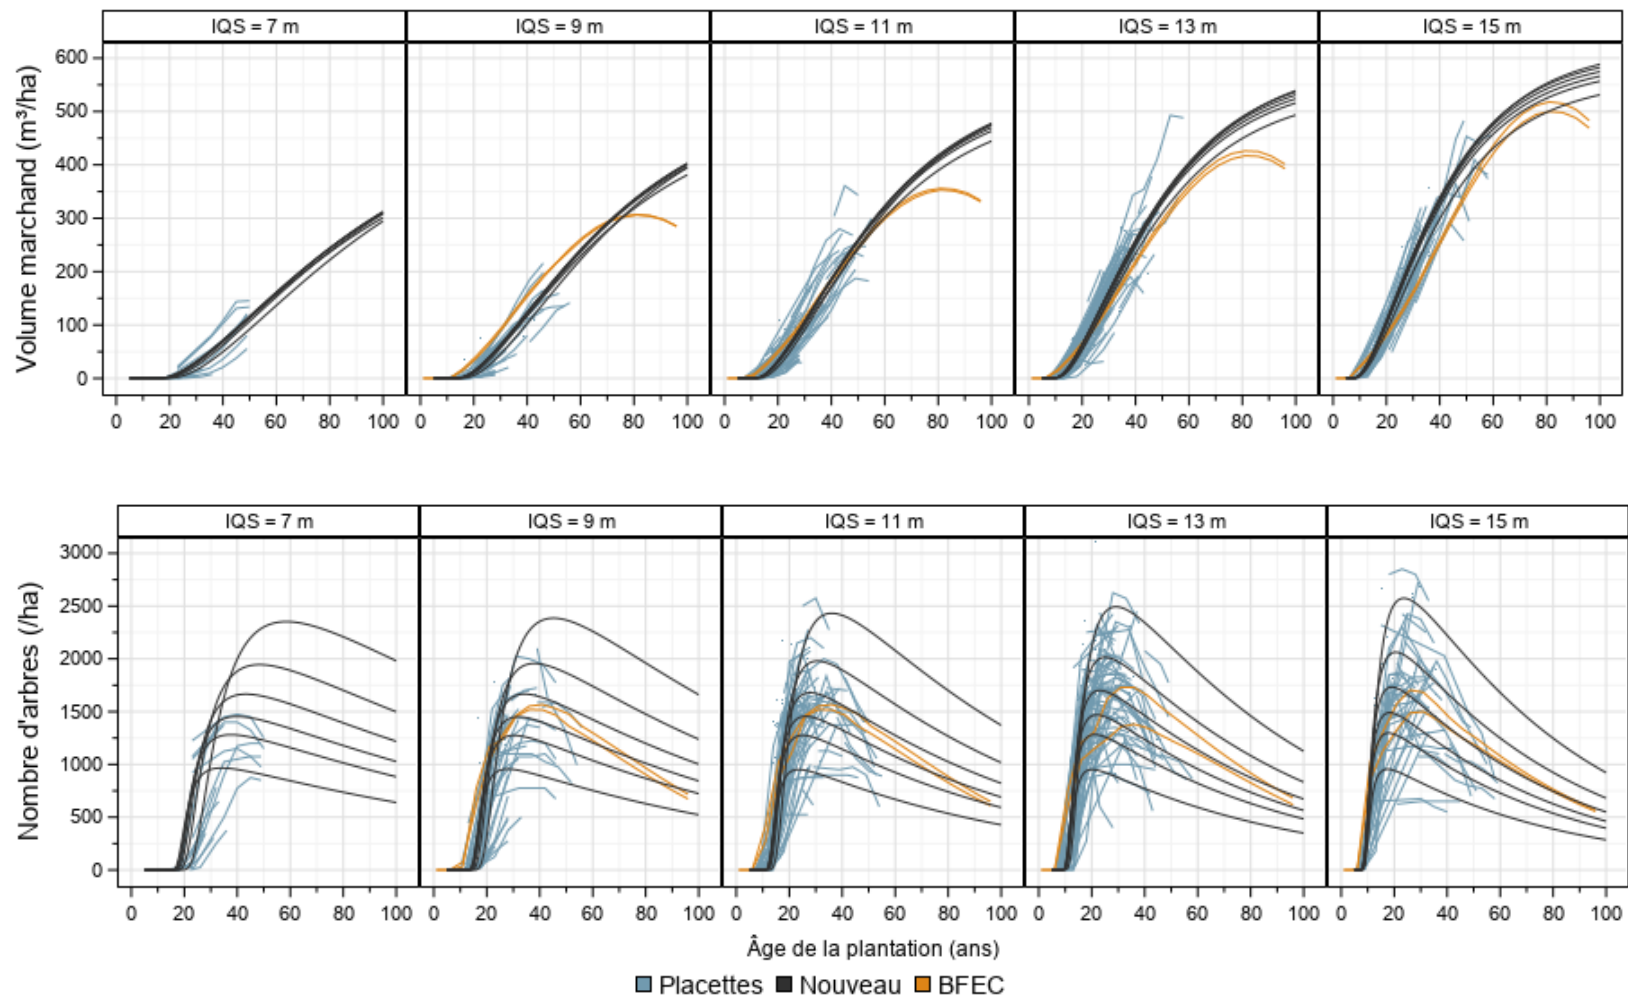 IQS = 7 m IQS = 9 m IQS = 11 m IQS = 13 m IQS = 15 m
Volume marchand (m³/ha)
600
500
400
300
200
100
0
0 20 40 60 80 100 0 20 40 60 80 100 0 20 40 60 80 100 0 20 40 60 80 100 0 20 40 60 80 100
IQS = 7 m IQS = 9 m IQS = 11 m IQS = 13 m IQS = 15 m
Nombre d'arbres (/ha)
3000
2500
2000
1500
1000
500
0
0 20 40 60 80 100 0 20 40 60 80 100 0 20 40 60 80 100 0 20 40 60 80 100 0 20 40 60 80 100
Âge de la plantation (ans)
Placettes Nouveau BFEC